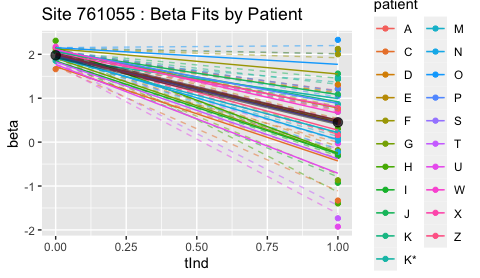 Site 761055 : Beta Fits by Patient
beta
2
1
0
-1
-2
0.00
0.25
0.50
0.75
1.00
tInd
patient
A
C
D
E
F
G
H
I
J
K
K*
M
N
O
P
S
T
U
W
X
Z